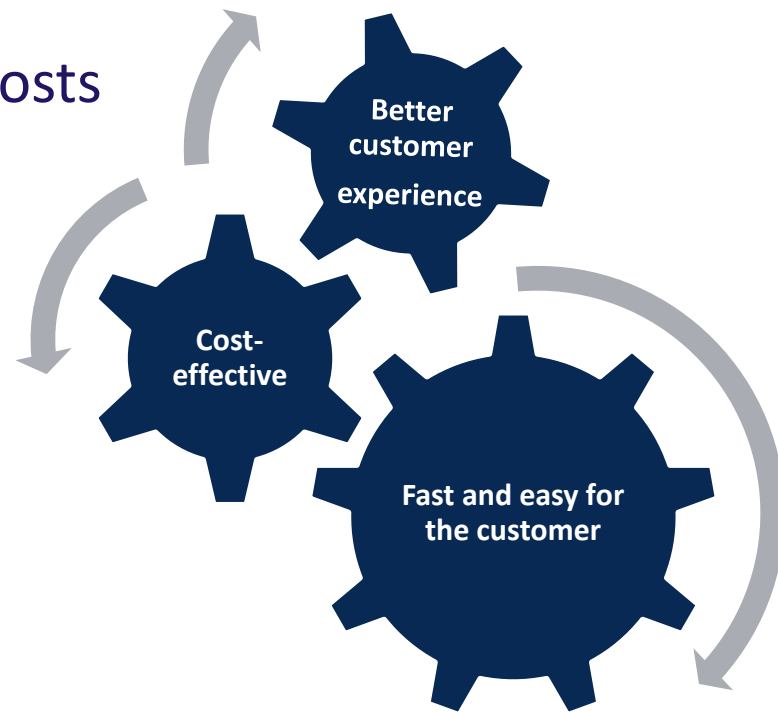 osts
Better
customer
experience
Cost-
effective
Fast and easy for
the customer